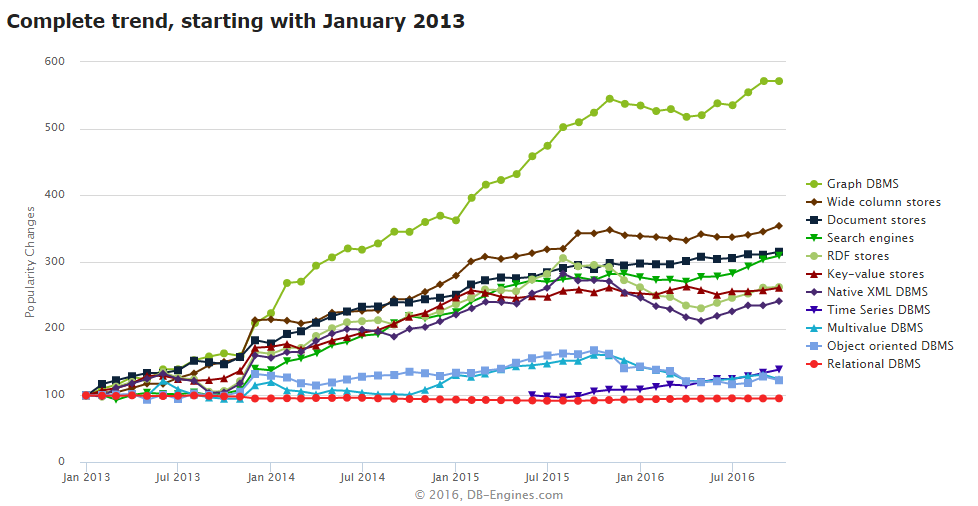 Complete trend, starting with January 2013
600
500
400
300
200
100
0
Popularity Changes
Jan 2013
Jul 2013
Jan 2014
Jul 2014
Jan 2015
Jul 2015
Jan 2016
Jul 2016
© 2016, DB-Engines.com
Graph DBMS
Wide column stores
Document stores
Search engines
RDF stores
Key-value stores
Native XML DBMS
Time Series DBMS
Multivalue DBMS
Object oriented DBMS
Relational DBMS